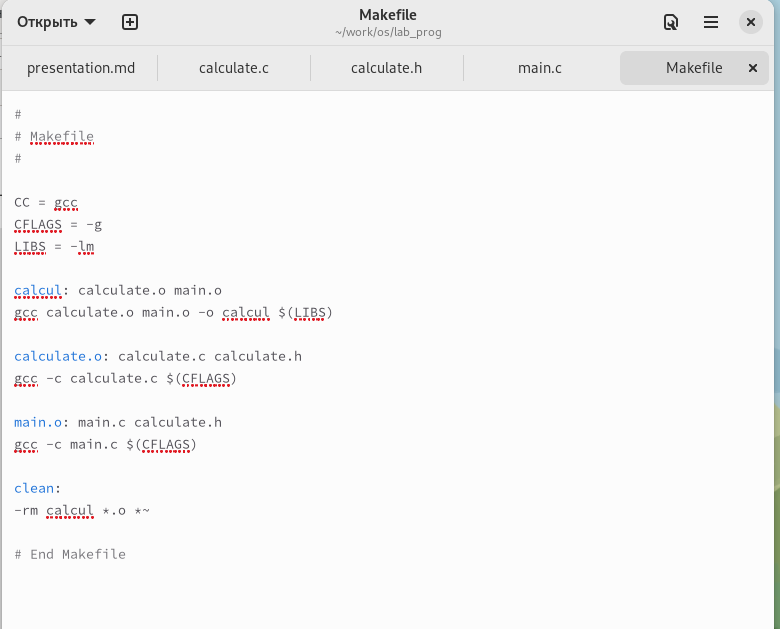 Открыть
Makefile
~/work/os/lab_prog
presentation.md
calculate.c
calculate.h
main.c
Makefile
#
# Makefile
#
CC = gcc
CFLAGS = -g
LIBS = -lm
calcul: calculate.o main.o
gcc calculate.o main.o -o calcul $(LIBS)
calculate.o: calculate.c calculate.h
gcc -c calculate.c $(CFLAGS)
main.o: main.c calculate.h
gcc -c main.c $(CFLAGS)
clean:
-rm calcul *.o *~
# End Makefile